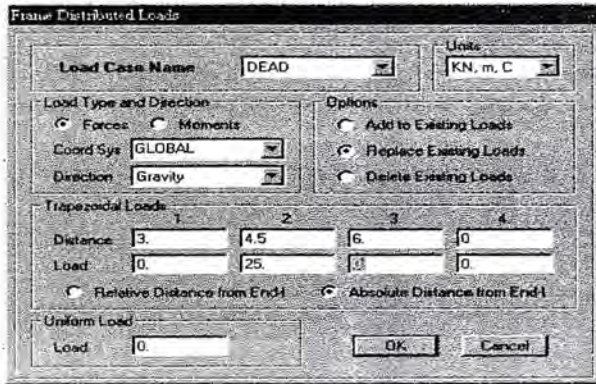 Frame Distributed Loads
Load Case Name DEAD
Units
KN, m, C
Load Type and Direction
Forces Moments
Coord Sys GLOBAL
Direction Gravity
Options
Add to Existing Loads
Replace Existing Loads
Delete Existing Loads
Trapezoidal Loads
1. 2. 3. 4.
Distance 3. 4.5 6. 0
Load 0. 25. 0 0.
Relative Distance from End-I Absolute Distance from End-I
Uniform Load
Load 0.
OK Cancel